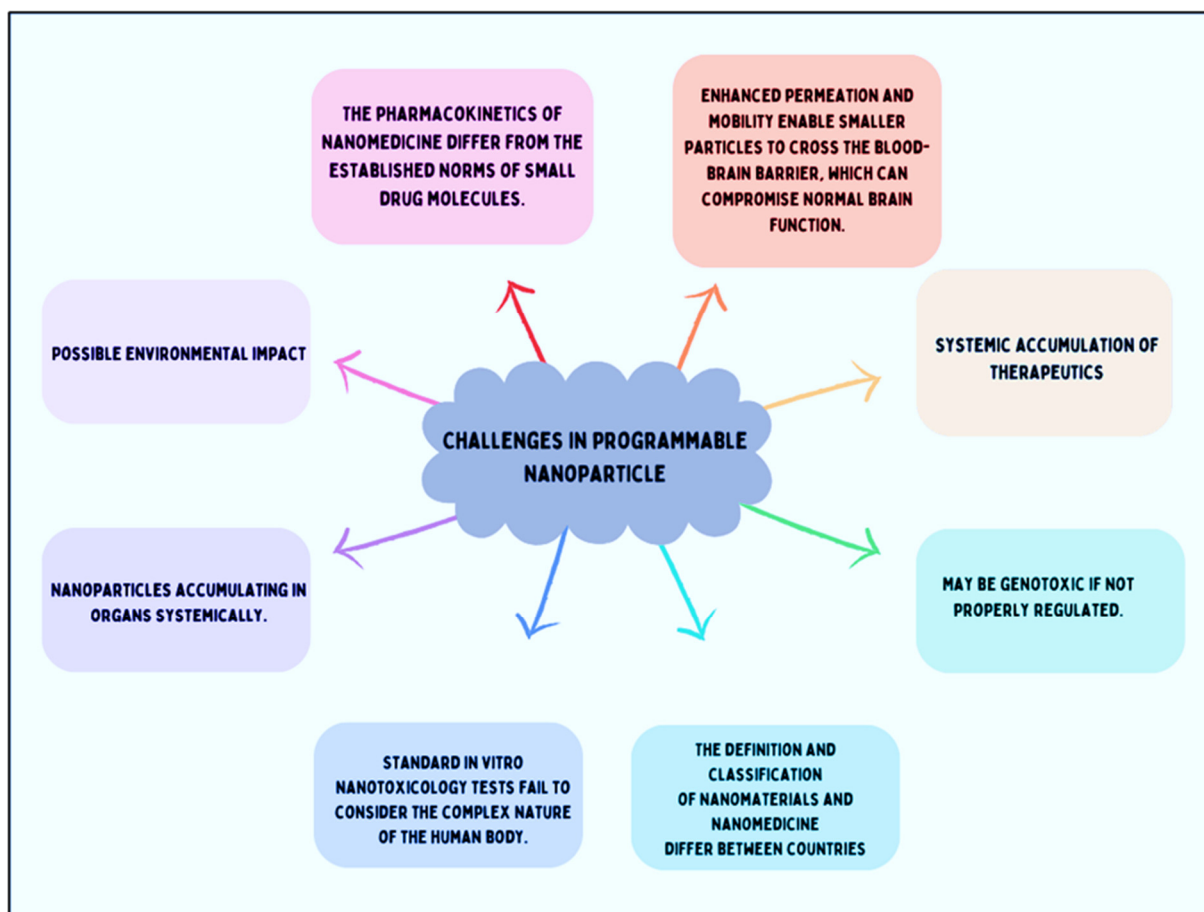 THE PHARMACOKINETICS OF
NANOMEDICINE DIFFER FROM THE
ESTABLISHED NORMS OF SMALL
DRUG MOLECULES.
ENHANCED PERMEATION AND
MOBILITY ENABLE SMALLER
PARTICLES TO CROSS THE BLOOD-
BRAIN BARRIER, WHICH CAN
COMPROMISE NORMAL BRAIN
FUNCTION.
POSSIBLE ENVIRONMENTAL IMPACT
SYSTEMIC ACCUMULATION OF
THERAPEUTICS
CHALLENGES IN PROGRAMMABLE
NANOPARTICLE
NANOPARTICLES ACCUMULATING IN
ORGANS SYSTEMICALLY.
MAY BE GENOTOXIC IF NOT
PROPERLY REGULATED.
STANDARD IN VITRO
NANOTOXICOLOGY TESTS FAIL TO
CONSIDER THE COMPLEX NATURE
OF THE HUMAN BODY.
THE DEFINITION AND
CLASSIFICATION
OF NANOMATERIALS AND
NANOMEDICINE
DIFFER BETWEEN COUNTRIES